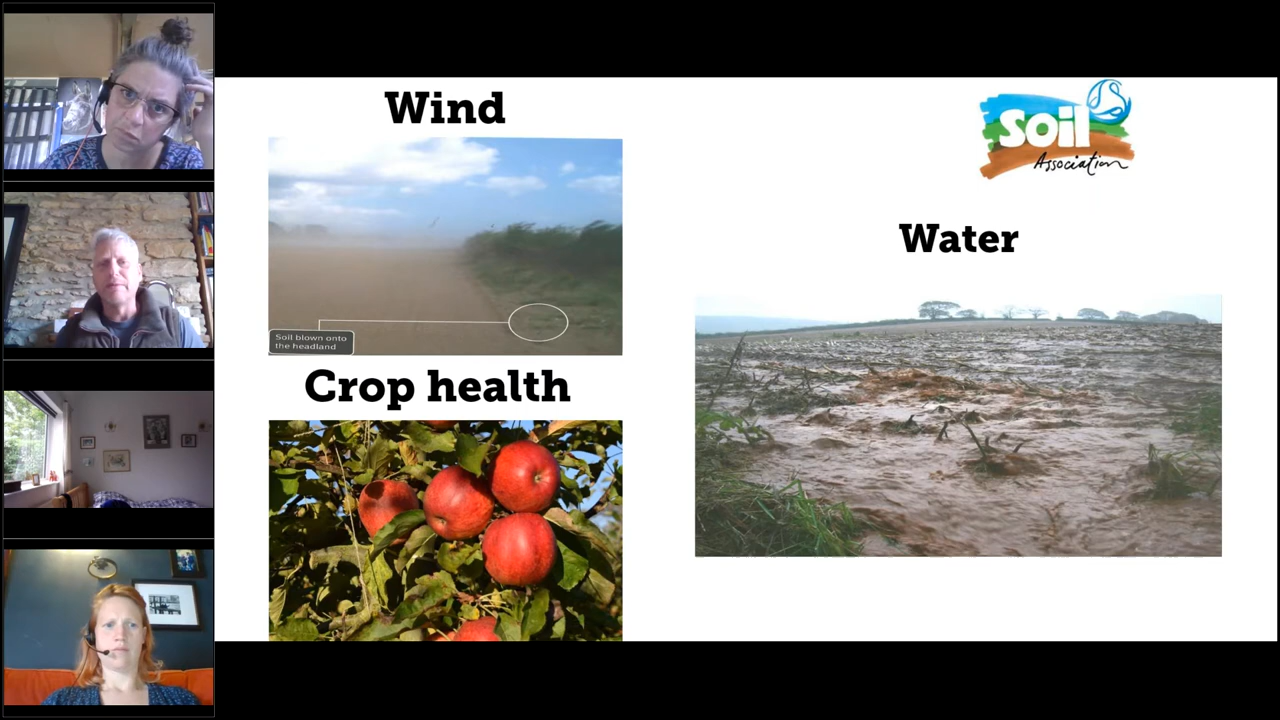 Wind
Soil blown onto
the headland
Crop health
Soil
Association
Water